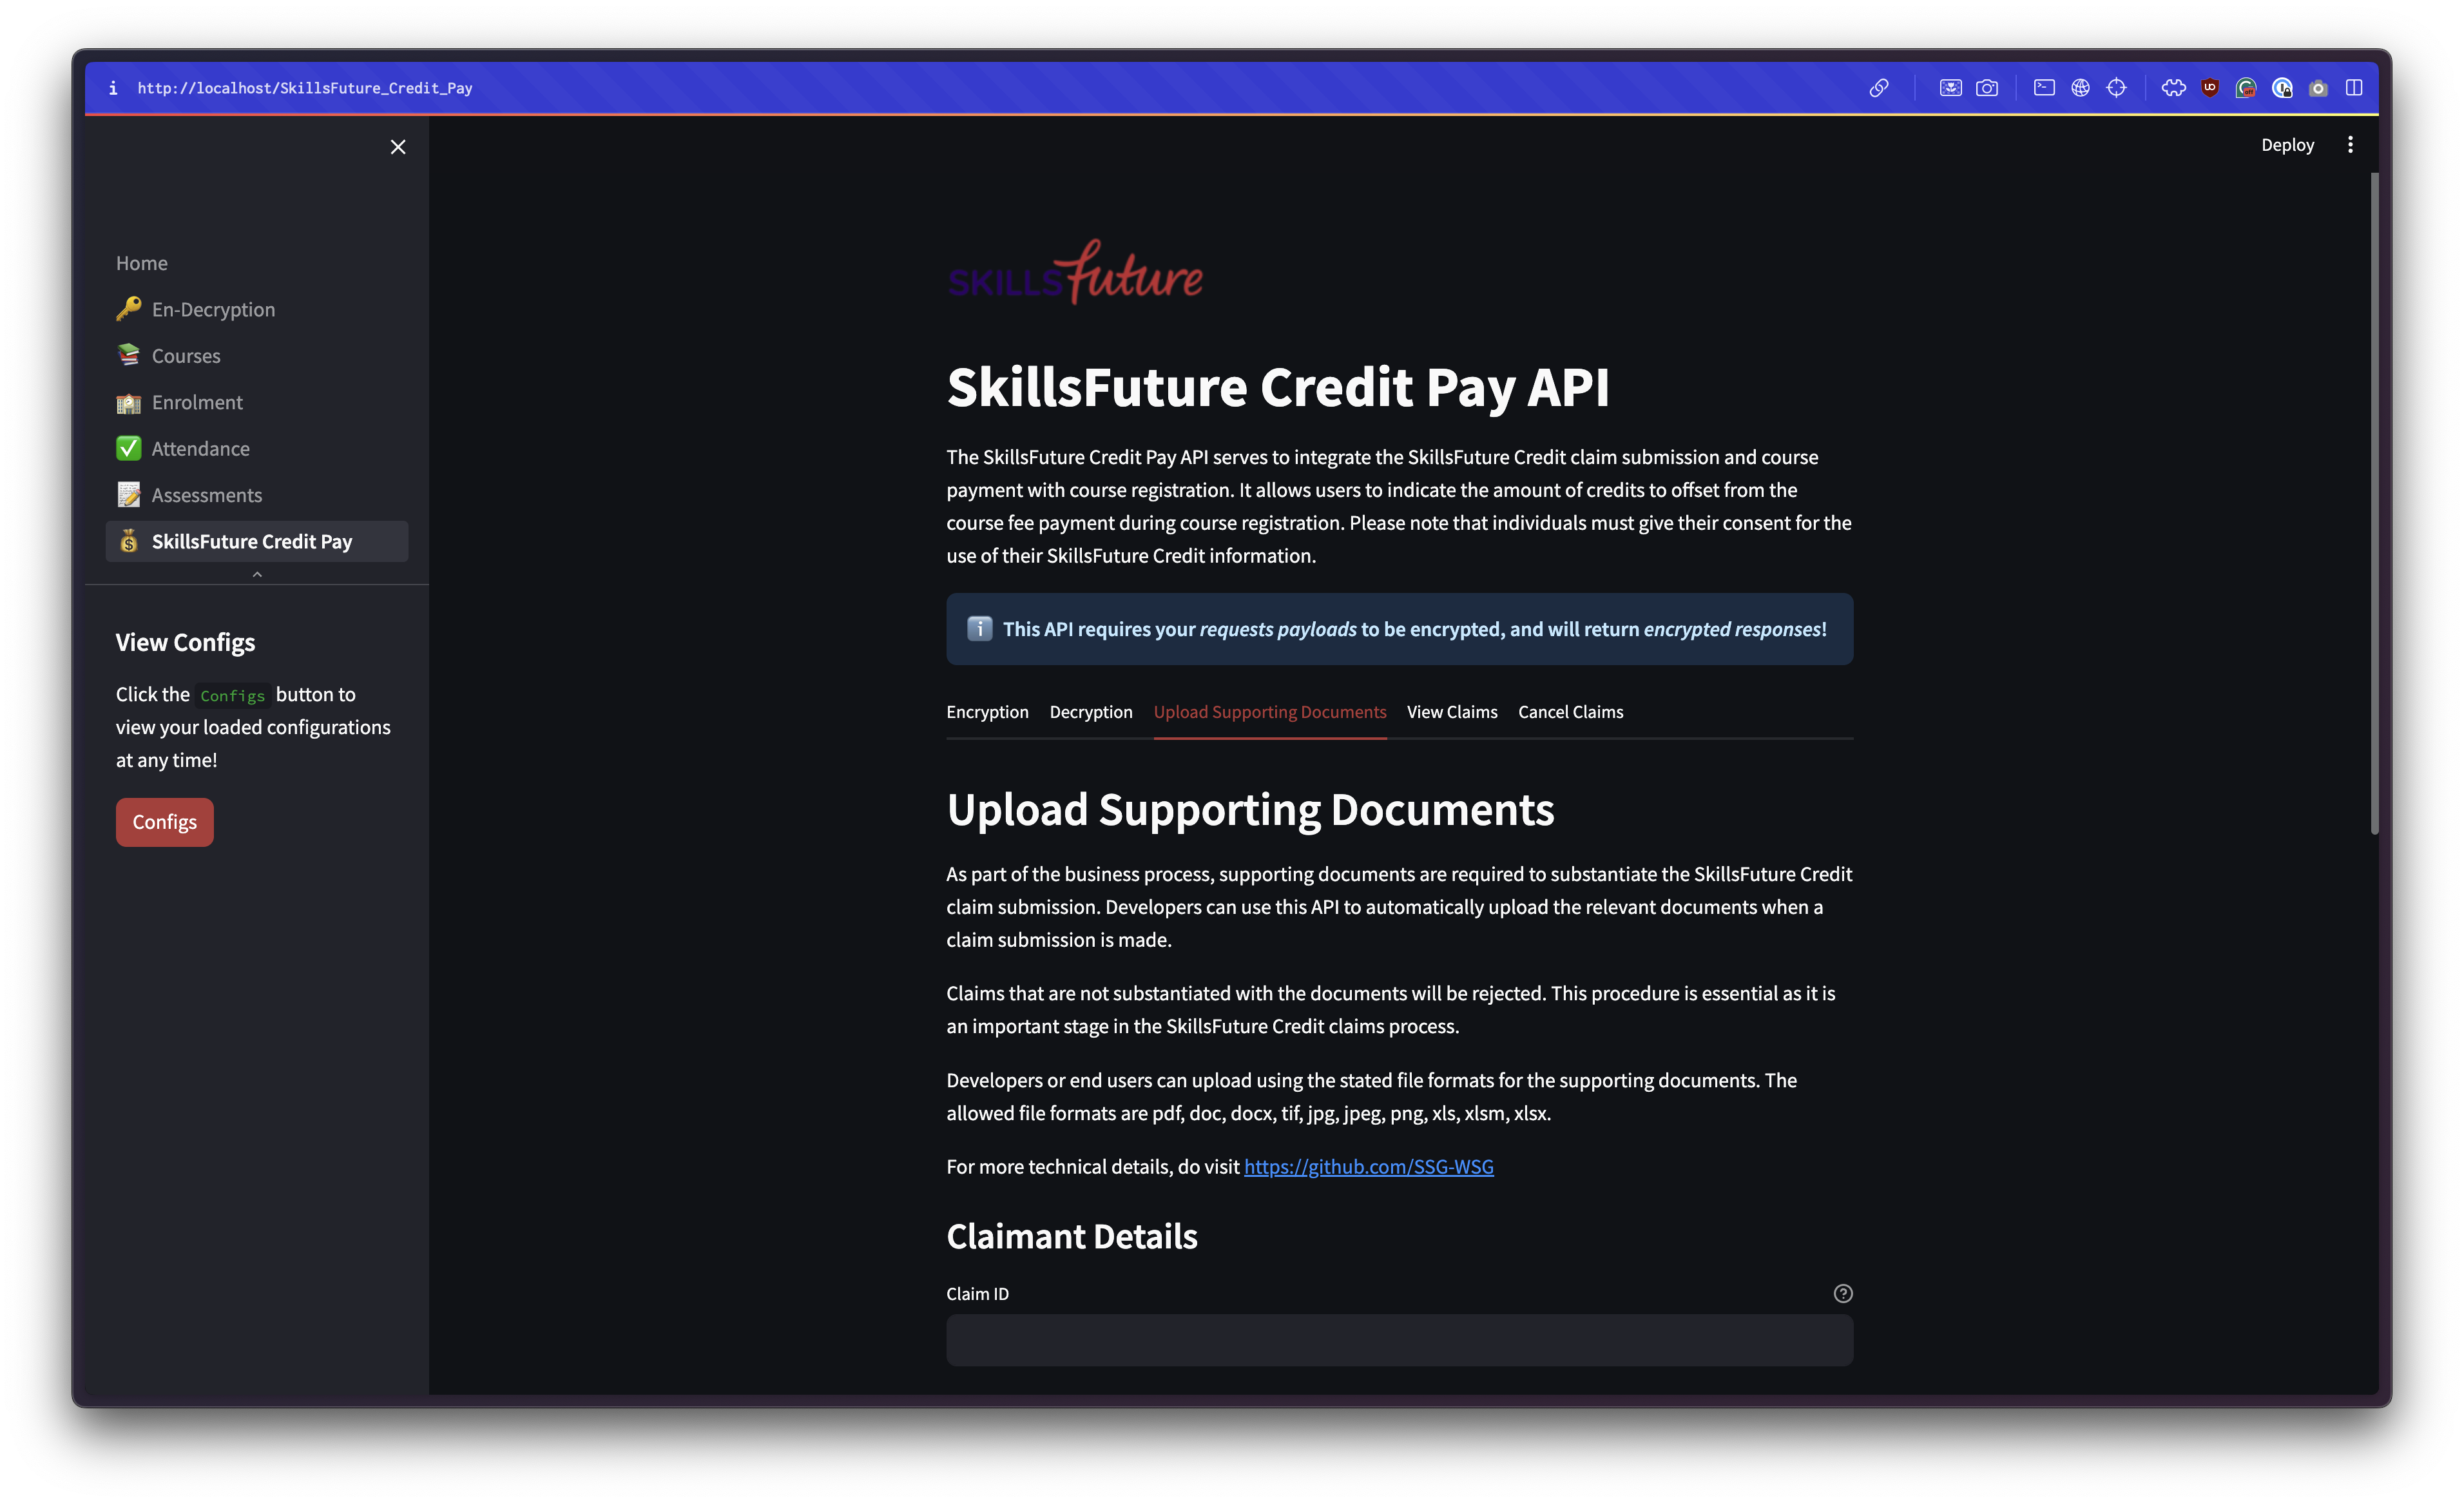 http://localhost/SkillsFuture_Credit_Pay
Deploy
Home
En-Decryption
Courses
Enrolment
Attendance
Assessments
SkillsFuture Credit Pay
View Configs
Click the Configs button to
view your loaded configurations
at any time!
Configs
SKILLSfuture
SkillsFuture Credit Pay API
The SkillsFuture Credit Pay API serves to integrate the SkillsFuture Credit claim submission and course
payment with course registration. It allows users to indicate the amount of credits to offset from the
course fee payment during course registration. Please note that individuals must give their consent for the
use of their SkillsFuture Credit information.
This API requires your requests payloads to be encrypted, and will return encrypted responses!
Encryption Decryption Upload Supporting Documents View Claims Cancel Claims
Upload Supporting Documents
As part of the business process, supporting documents are required to substantiate the SkillsFuture Credit
claim submission. Developers can use this API to automatically upload the relevant documents when a
claim submission is made.
Claims that are not substantiated with the documents will be rejected. This procedure is essential as it is
an important stage in the SkillsFuture Credit claims process.
Developers or end users can upload using the stated file formats for the supporting documents. The
allowed file formats are pdf, doc, docx, tif, jpg, jpeg, png, xls, xlsm, xlsx.
For more technical details, do visit https://github.com/SSG-WSG
Claimant Details
Claim ID